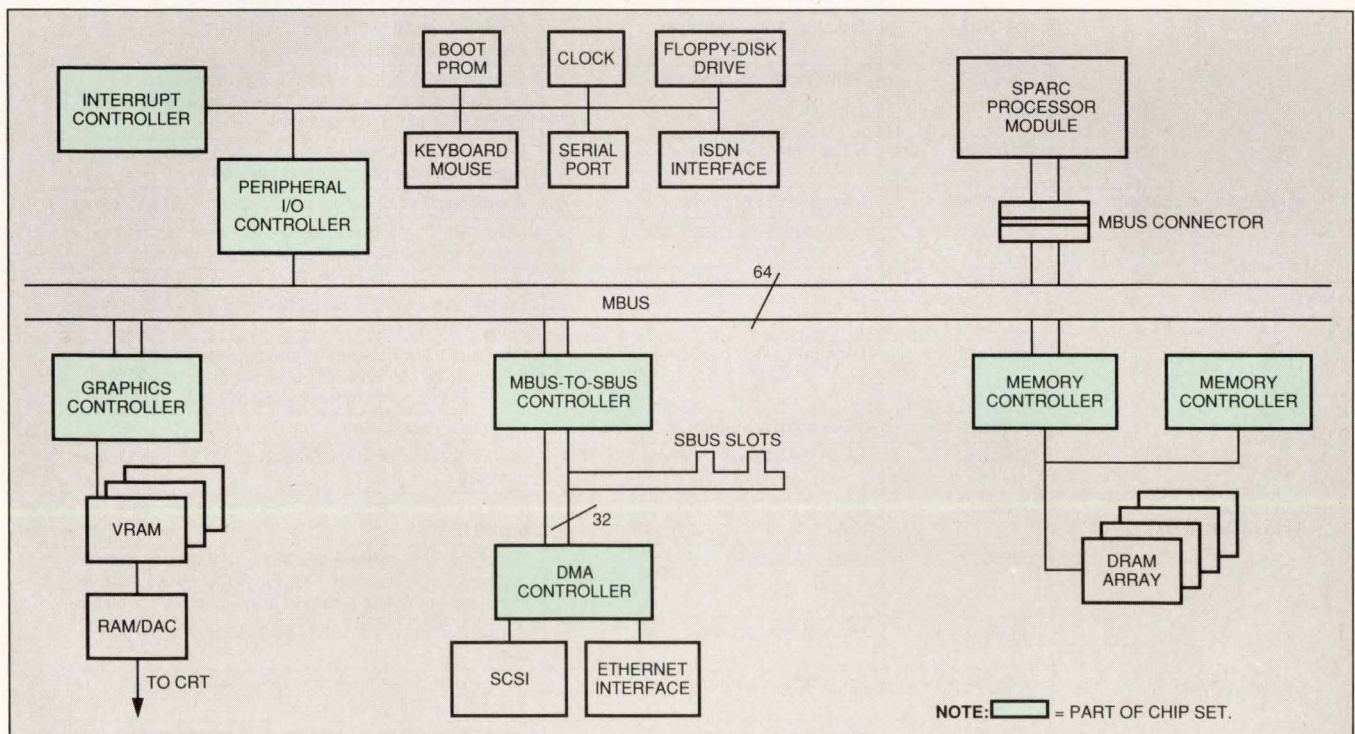 BOOT
PROM
CLOCK
FLOPPY-DISK
DRIVE
INTERRUPT
CONTROLLER
KEYBOARD
MOUSE
SERIAL
PORT
ISDN
INTERFACE
PERIPHERAL
I/O
CONTROLLER
SPARC
PROCESSOR
MODULE
MBUS CONNECTOR
64
MBUS
GRAPHICS
CONTROLLER
MBUS-TO-SBUS
CONTROLLER
MEMORY
CONTROLLER
MEMORY
CONTROLLER
SBUS SLOTS
VRAM
32
DMA
CONTROLLER
DRAM
ARRAY
RAM/DAC
SCSI
ETHERNET
INTERFACE
TO CRT
NOTE: = PART OF CHIP SET.